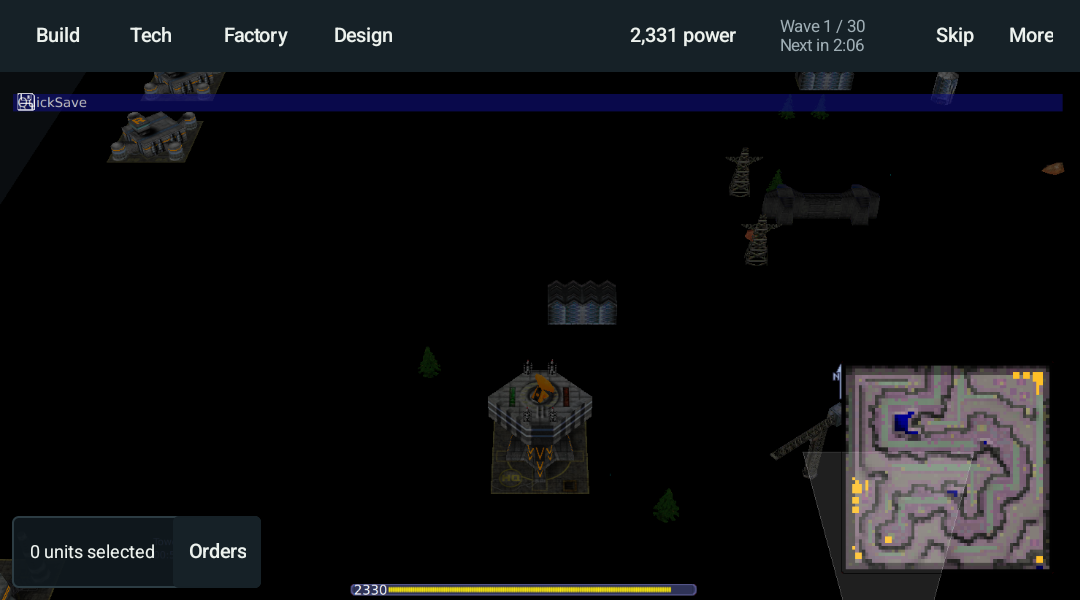 Build Tech Factory Design 2,331 power Wave 1 / 30 Skip More
Next in 2:06
ickSave
0 units selected Orders
2330
N